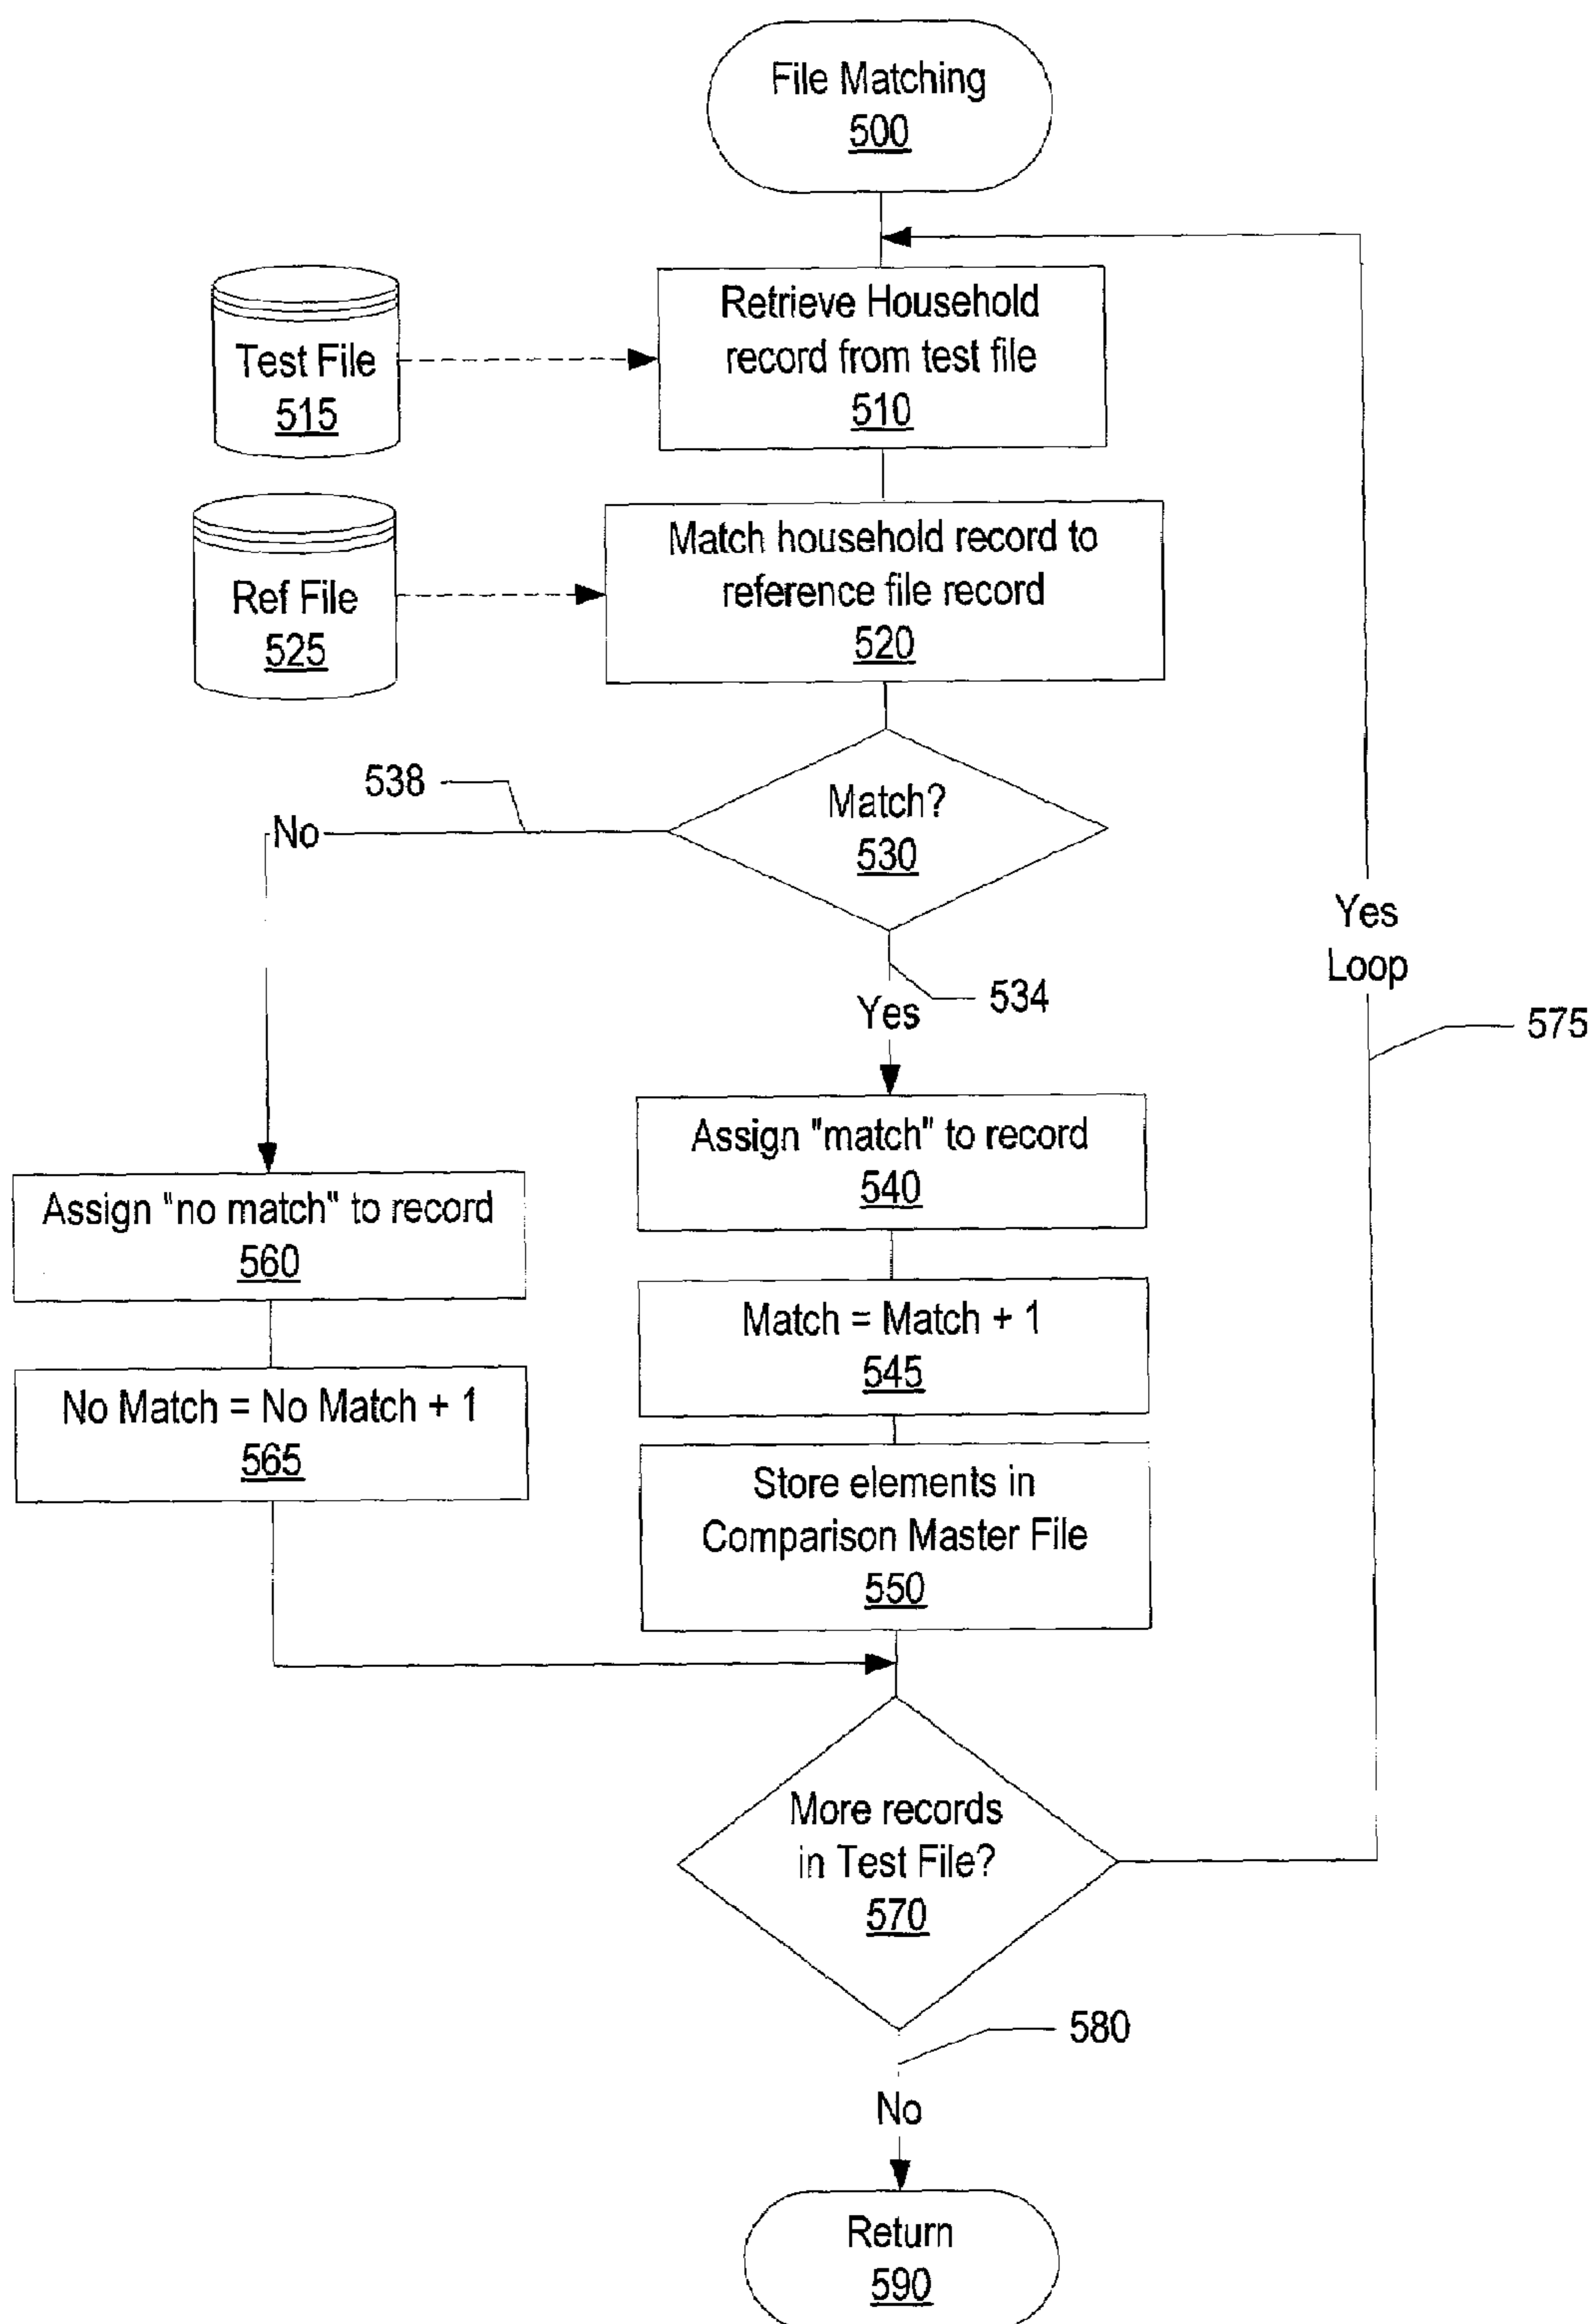 File Matching
500
Test File
515
Retrieve Household
record from test file
510
Ref File
525
Match household record to
reference file record
520
538
No
Match?
530
Yes
534
Yes
Loop
575
Assign "match" to record
540
Assign "no match" to record
560
Match = Match + 1
545
No Match = No Match + 1
565
Store elements in
Comparison Master File
550
More records
in Test File?
570
580
No
Return
590